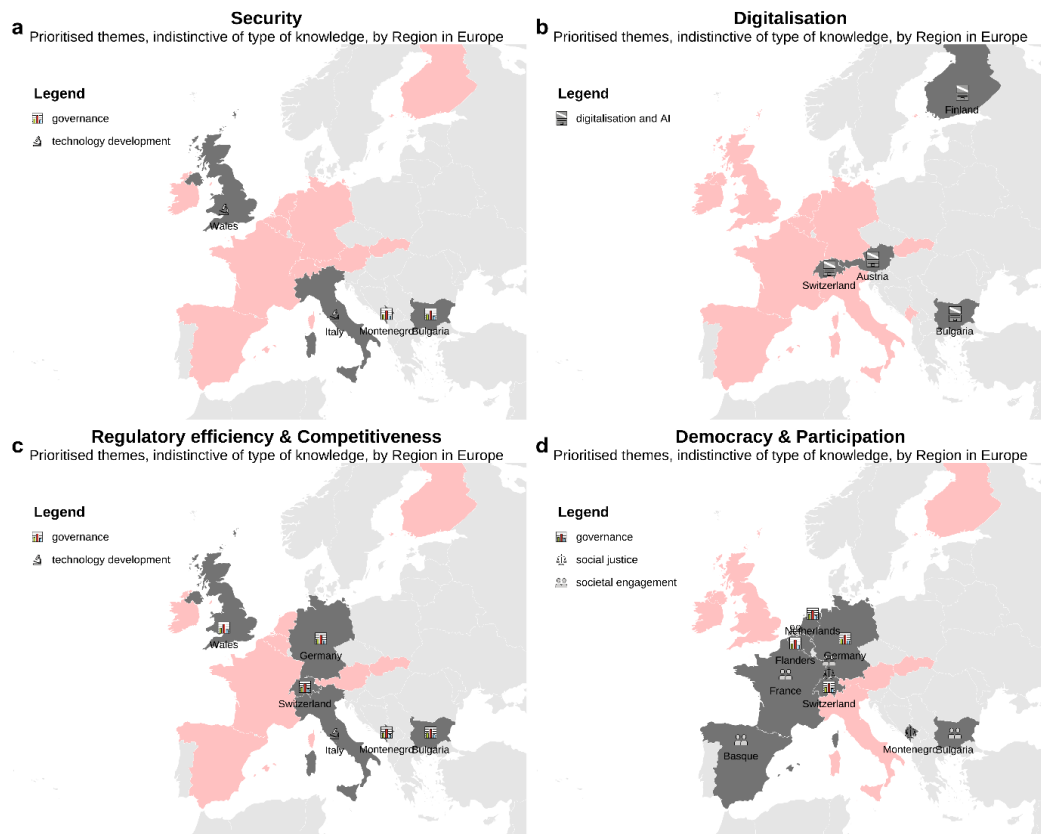 a
Security
Prioritised themes, indistinctive of type of knowledge, by Region in Europe
Legend
governance
technology development
Wales
Italy
Montenegro
Bulgaria
b
Digitalisation
Prioritised themes, indistinctive of type of knowledge, by Region in Europe
Legend
digitalisation and AI
Finland
Austria
Switzerland
Bulgaria
c
Regulatory efficiency & Competitiveness
Prioritised themes, indistinctive of type of knowledge, by Region in Europe
Legend
governance
technology development
Wales
Germany
Switzerland
Italy
Montenegro
Bulgaria
d
Democracy & Participation
Prioritised themes, indistinctive of type of knowledge, by Region in Europe
Legend
governance
social justice
societal engagement
Netherlands
Flanders
Germany
France
Switzerland
Basque
Montenegro
Bulgaria